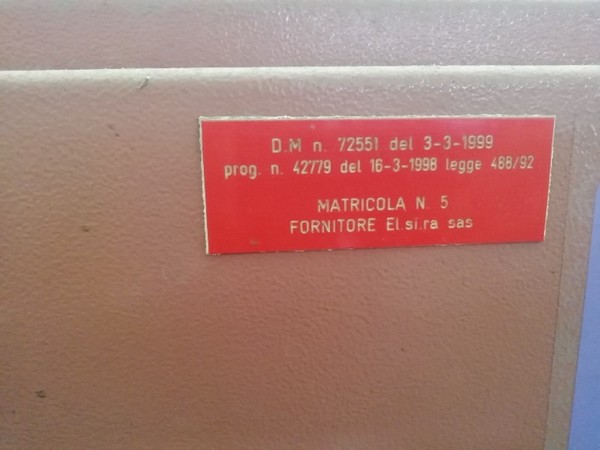 D.M n. 72551 del 3-3-1999
prog. n. 42779 del 16-3-1998 legge 488/92
MATRICOLA N. 5
FORNITORE El.si.ra sas